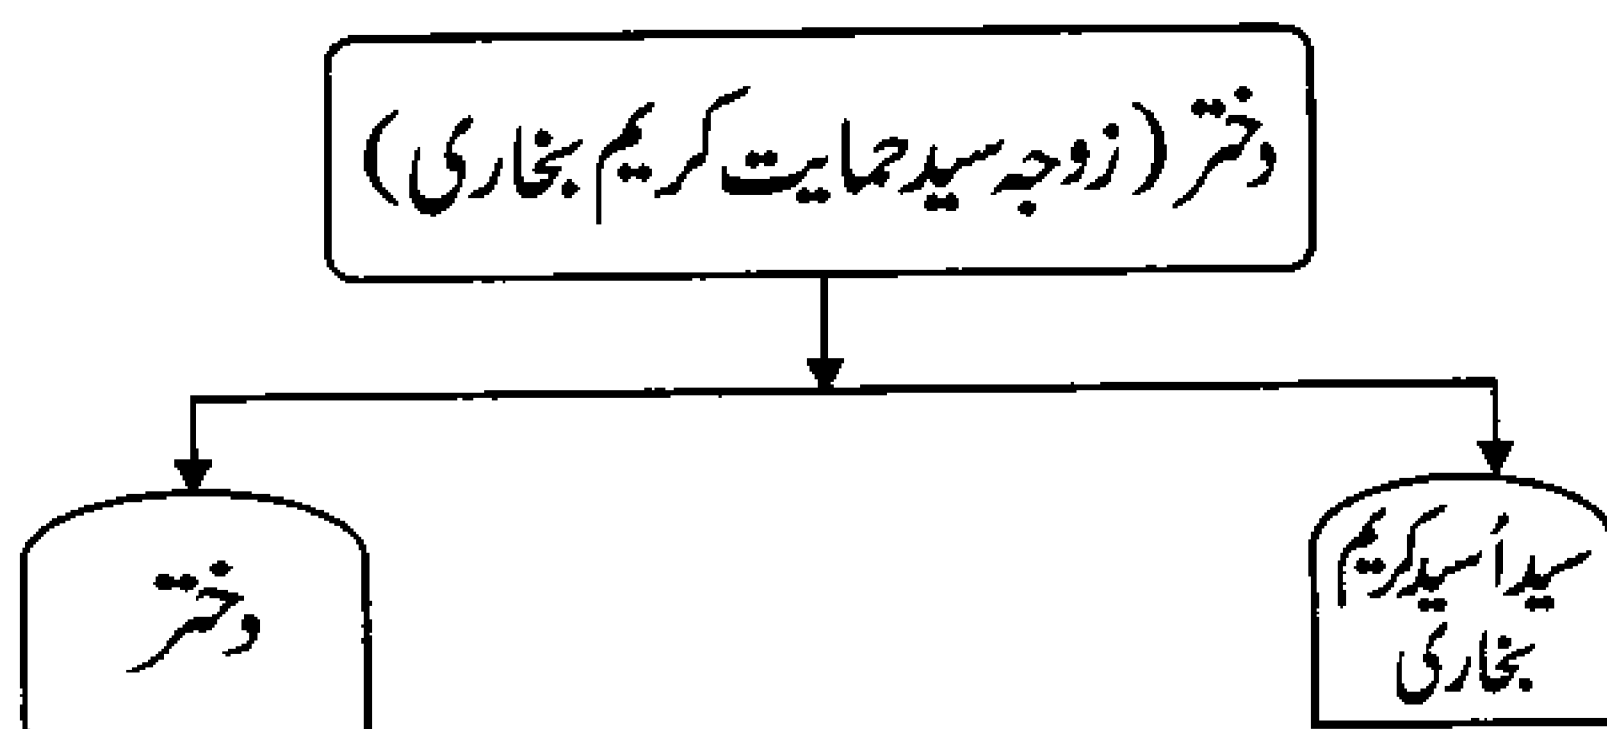 دختر (زوجہ سید حمایت کریم بخاری)
سید اُسید کریم
بخاری
دختر